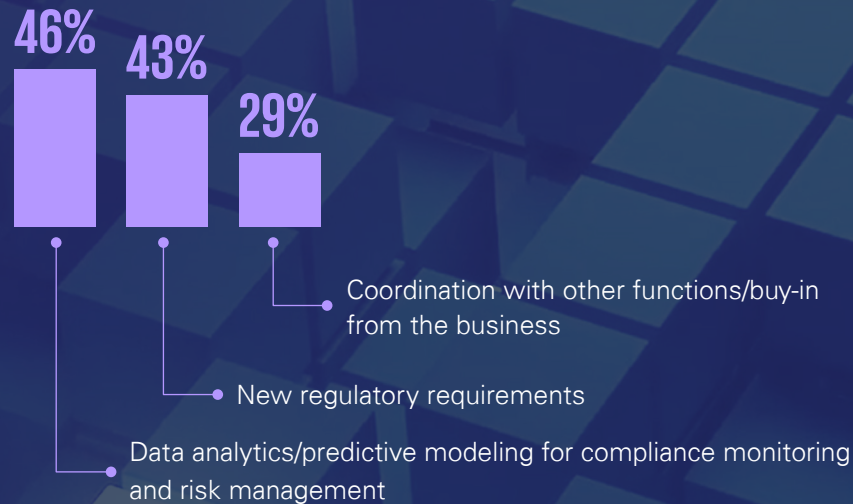 46%
43%
29%
Coordination with other functions/buy-in
from the business
New regulatory requirements
Data analytics/predictive modeling for compliance monitoring
and risk management